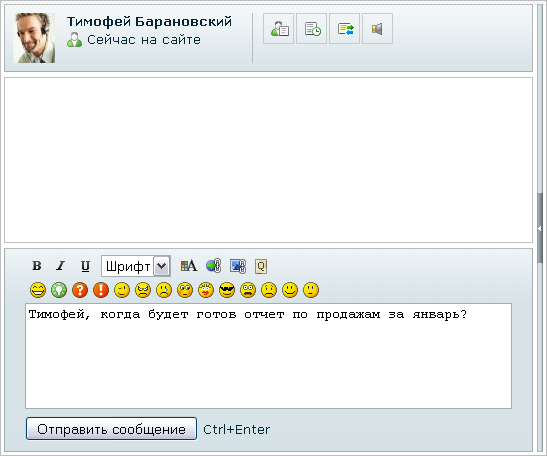 Тимофей Барановский
Сейчас на сайте
B I U Шрифт A Q
Тимофей, когда будет готов отчет по продажам за январь?
Отправить сообщение Ctrl+Enter